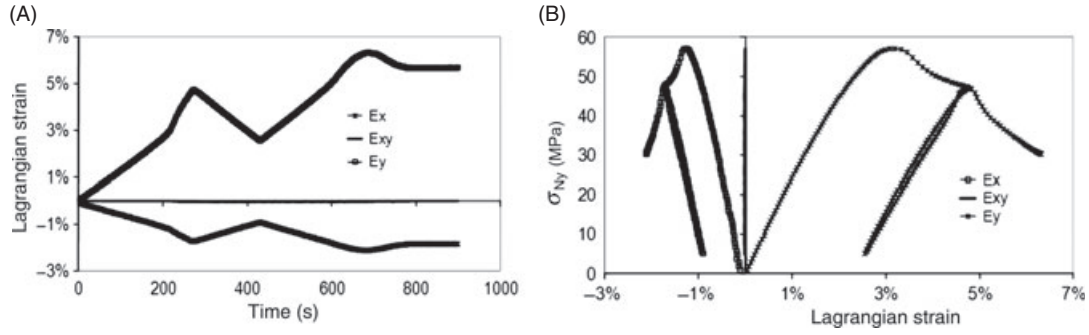 (A)
7%
5%
3%
1%
–1%
–3%
Lagrangian strain
Ex
Exy
Ey
0 200 400 600 800 1000
Time (s)
(B)
60
50
40
30
20
10
0
σNy (MPa)
Ex
Exy
Ey
–3% –1% 1% 3% 5% 7%
Lagrangian strain